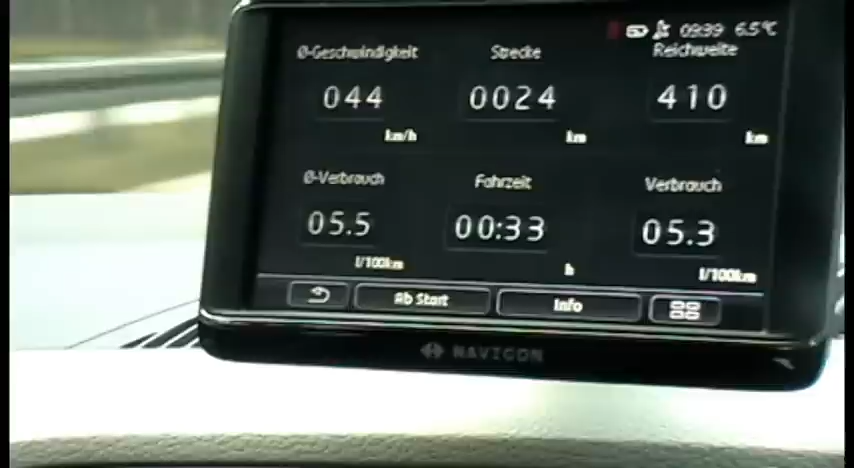 09:39 6.5°C
Ø-Geschwindigkeit Strecke Reichweite
044 0024 410
km/h km km
Ø-Verbrauch Fahrzeit Verbrauch
05.5 00:33 05.3
l/100km h l/100km
Ab Start Info
NAVIGON